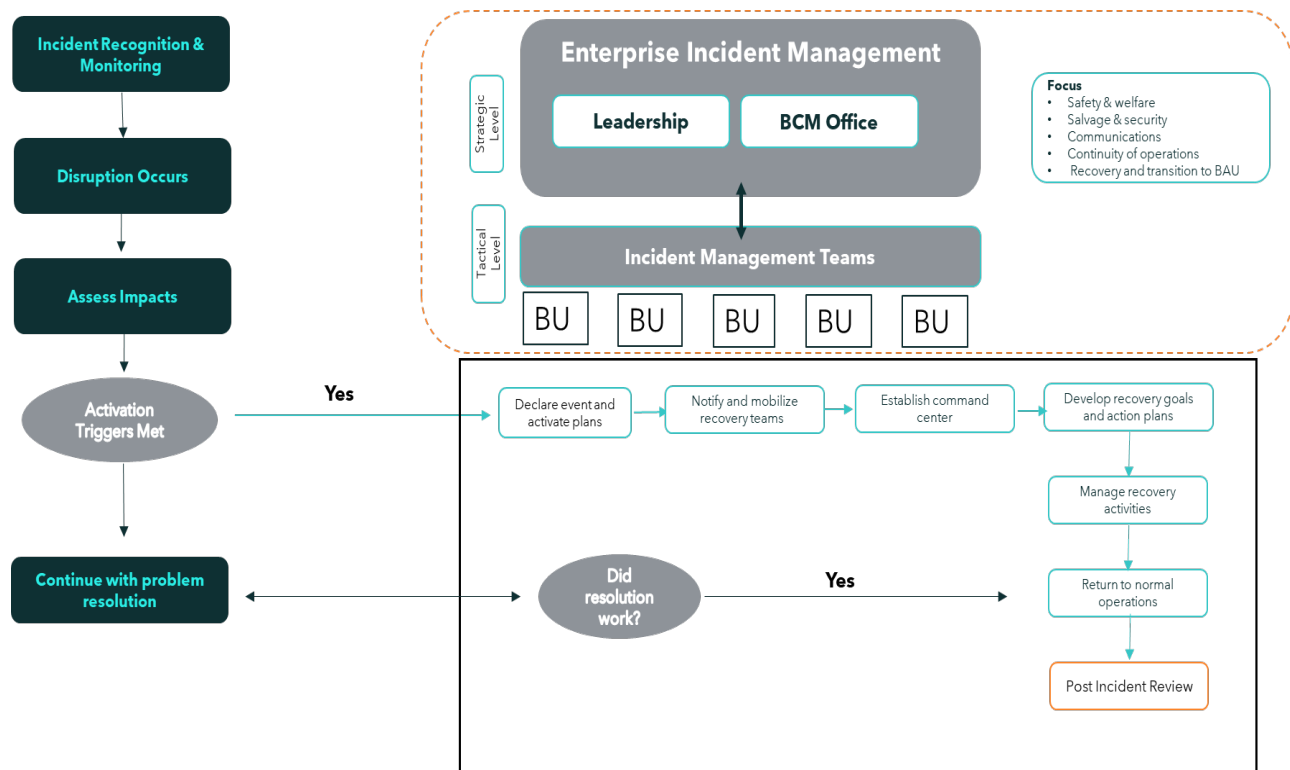 Incident Recognition &
Monitoring
Disruption Occurs
Assess Impacts
Activation
Triggers Met
Continue with problem
resolution
Enterprise Incident Management
Strategic
Level
Leadership
BCM Office
Focus
• Safety & welfare
• Salvage & security
• Communications
• Continuity of operations
• Recovery and transition to BAU
Tactical
Level
Incident Management Teams
BU
BU
BU
BU
BU
Yes
Declare event and
activate plans
Notify and mobilize
recovery teams
Establish command
center
Develop recovery goals
and action plans
Manage recovery
activities
Did
resolution
work?
Yes
Return to normal
operations
Post Incident Review